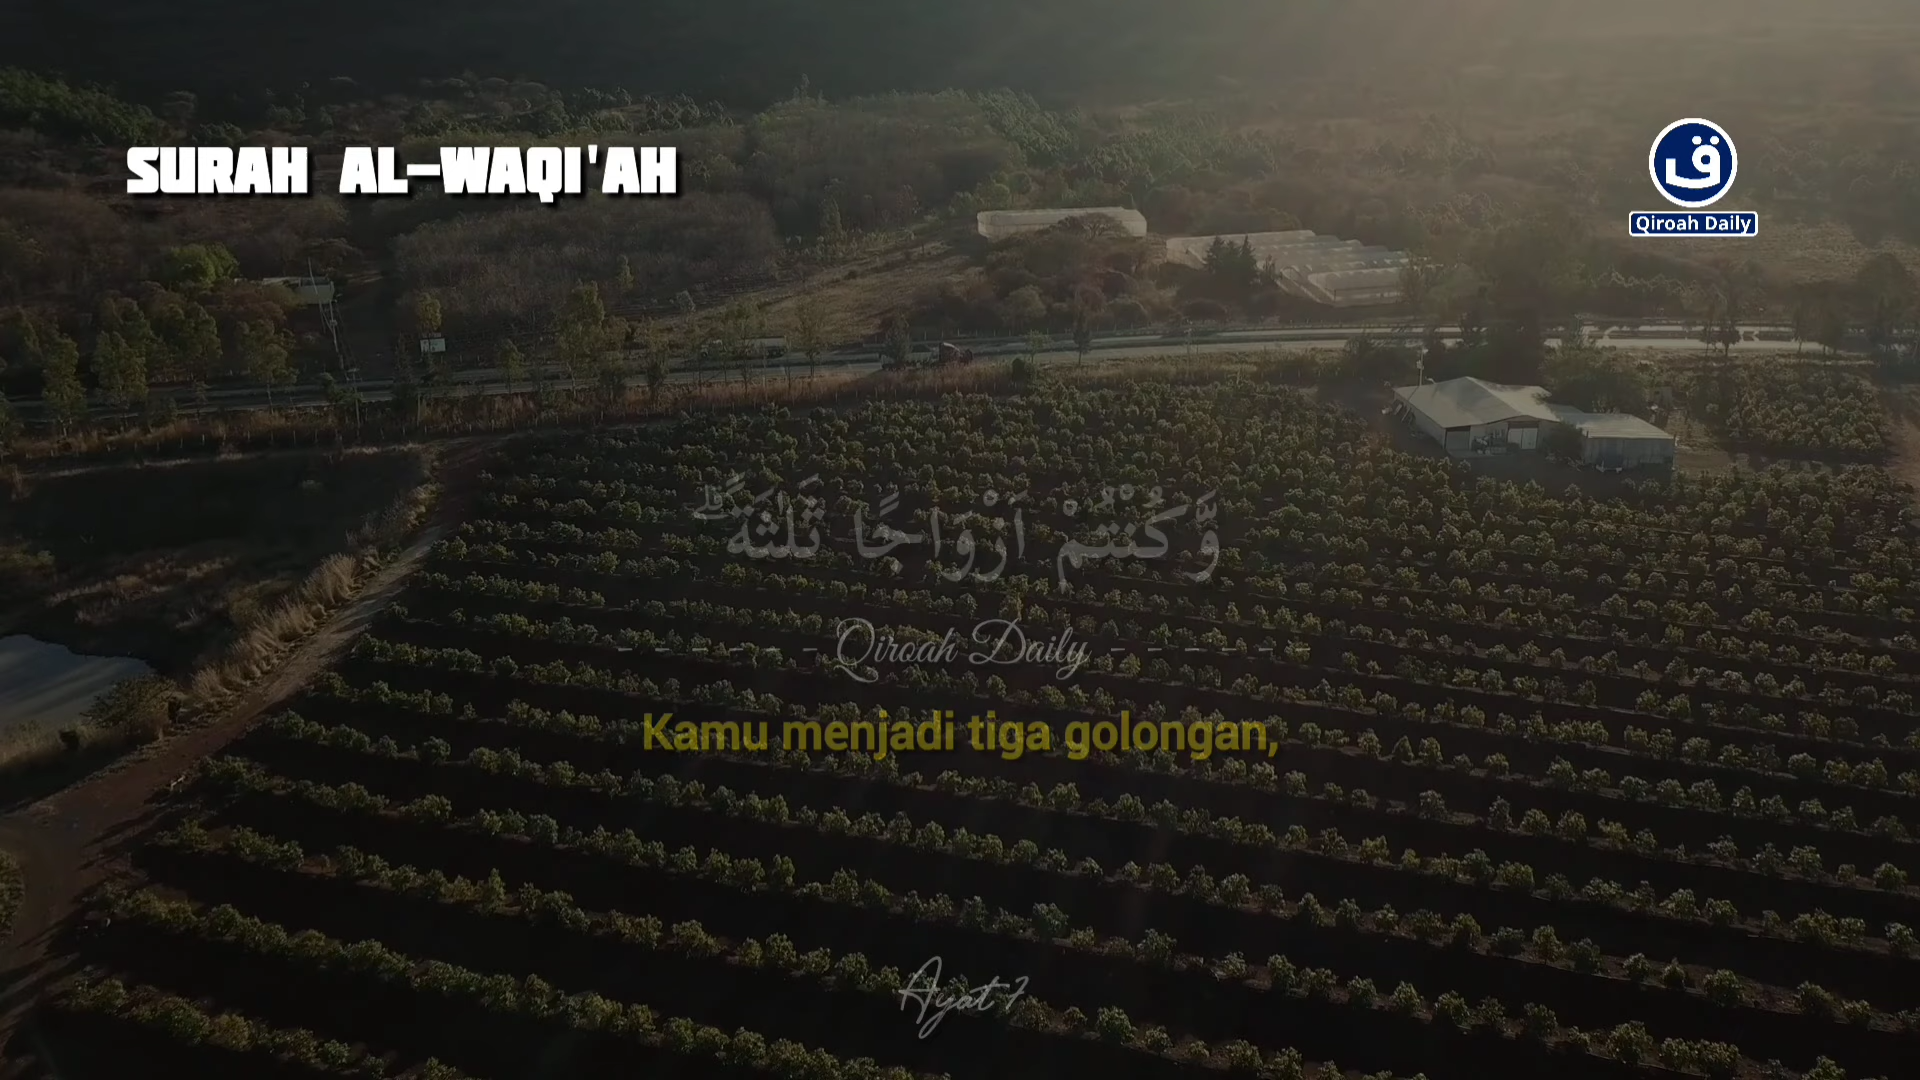 SURAH AL-WAQI'AH
ق
Qiroah Daily
وَّكُنْتُمْ اَزْوَاجًا ثَلٰثَةً ۗ
- - - - - - Qiroah Daily - - - - - -
Kamu menjadi tiga golongan,
Ayat 7